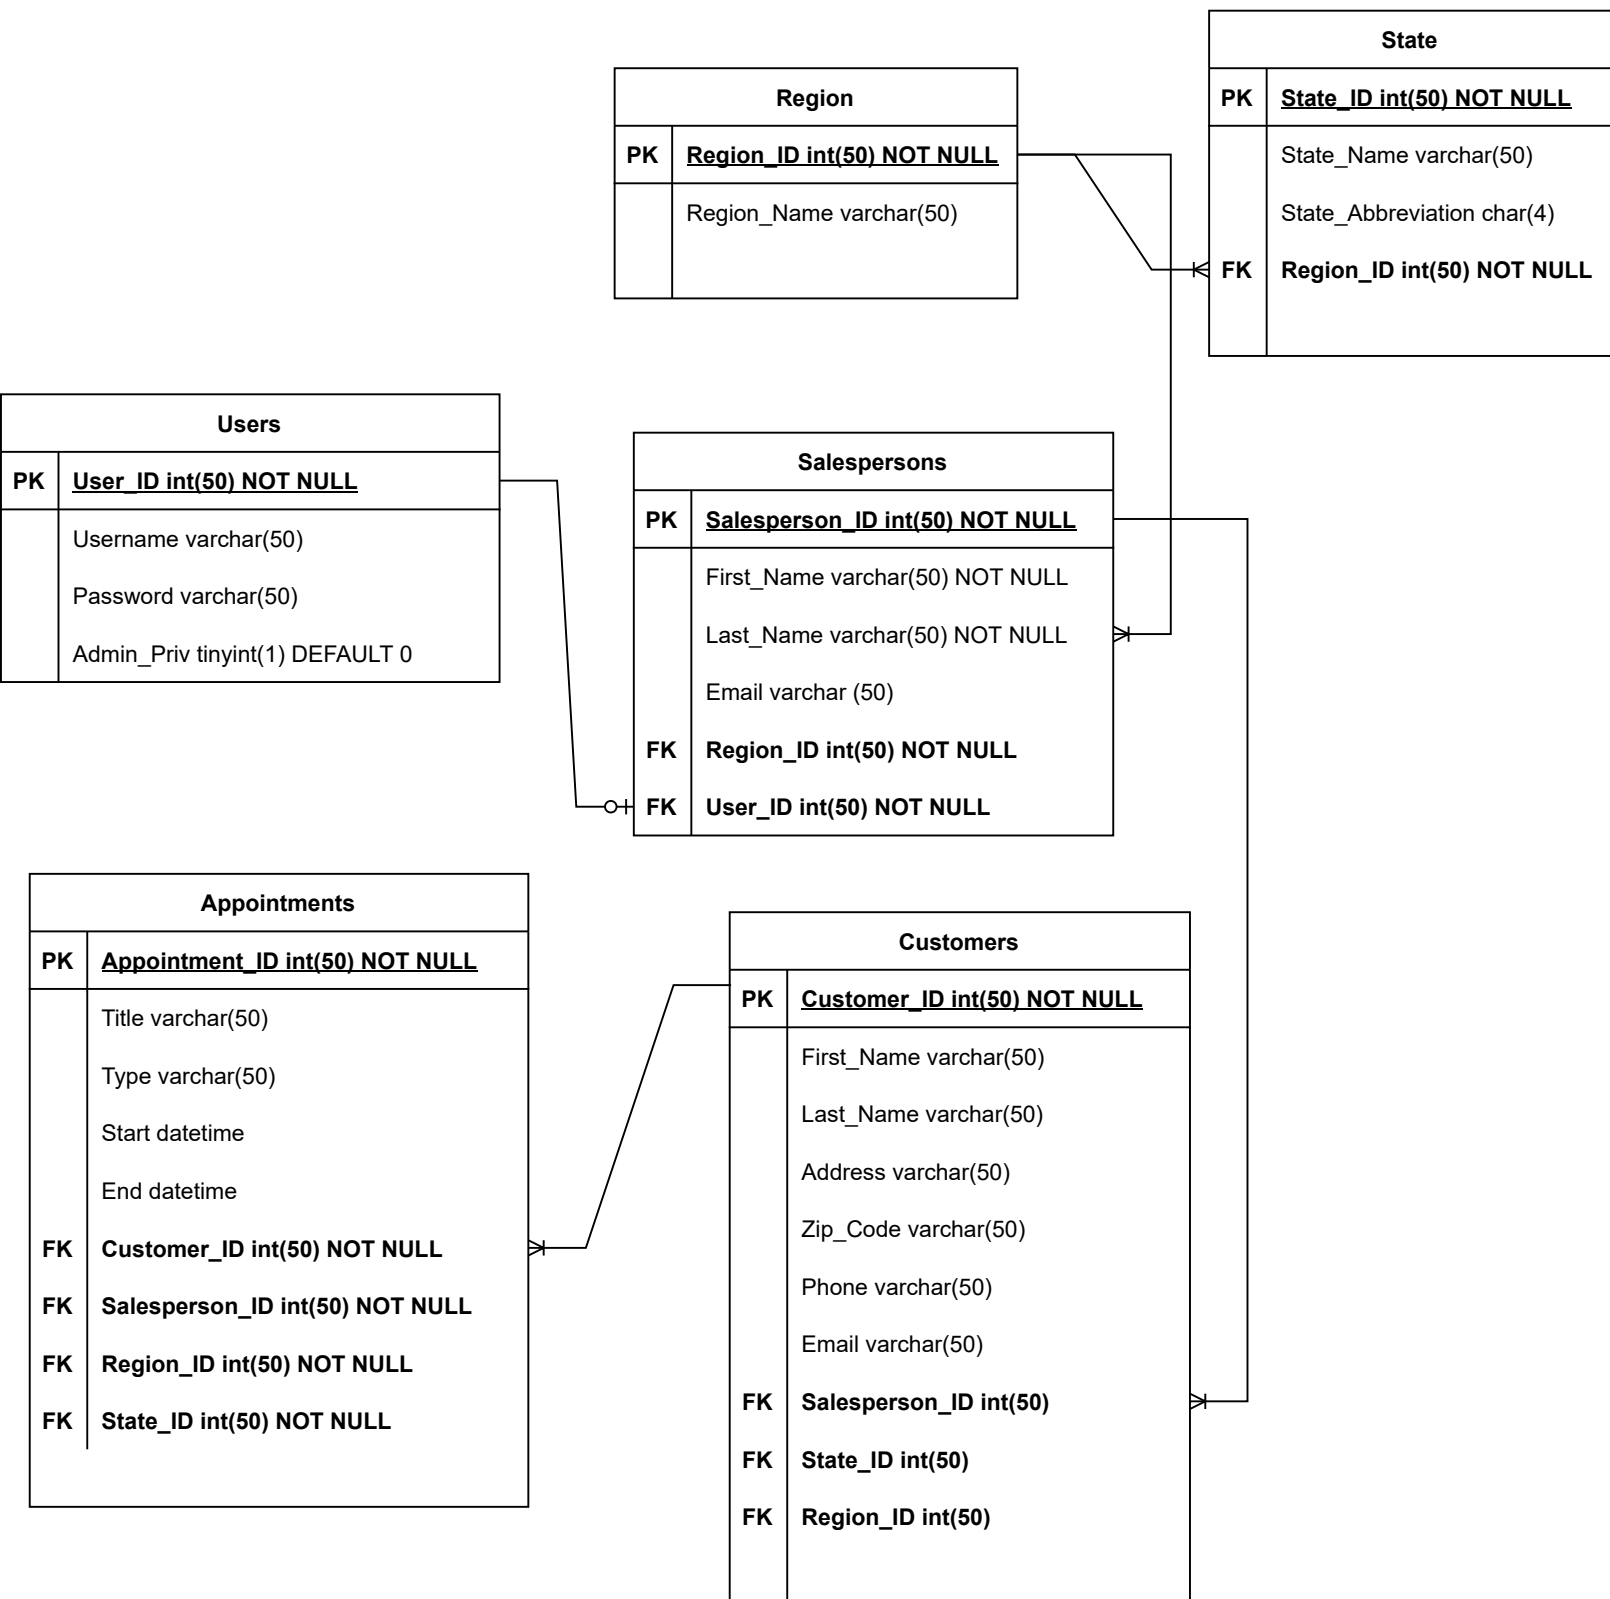 State
PK State_ID int(50) NOT NULL
State_Name varchar(50)
State_Abbreviation char(4)
FK Region_ID int(50) NOT NULL
Region
PK Region_ID int(50) NOT NULL
Region_Name varchar(50)
Users
PK User_ID int(50) NOT NULL
Username varchar(50)
Password varchar(50)
Admin_Priv tinyint(1) DEFAULT 0
Salespersons
PK Salesperson_ID int(50) NOT NULL
First_Name varchar(50) NOT NULL
Last_Name varchar(50) NOT NULL
Email varchar (50)
FK Region_ID int(50) NOT NULL
FK User_ID int(50) NOT NULL
Appointments
PK Appointment_ID int(50) NOT NULL
Title varchar(50)
Type varchar(50)
Start datetime
End datetime
FK Customer_ID int(50) NOT NULL
FK Salesperson_ID int(50) NOT NULL
FK Region_ID int(50) NOT NULL
FK State_ID int(50) NOT NULL
Customers
PK Customer_ID int(50) NOT NULL
First_Name varchar(50)
Last_Name varchar(50)
Address varchar(50)
Zip_Code varchar(50)
Phone varchar(50)
Email varchar(50)
FK Salesperson_ID int(50)
FK State_ID int(50)
FK Region_ID int(50)